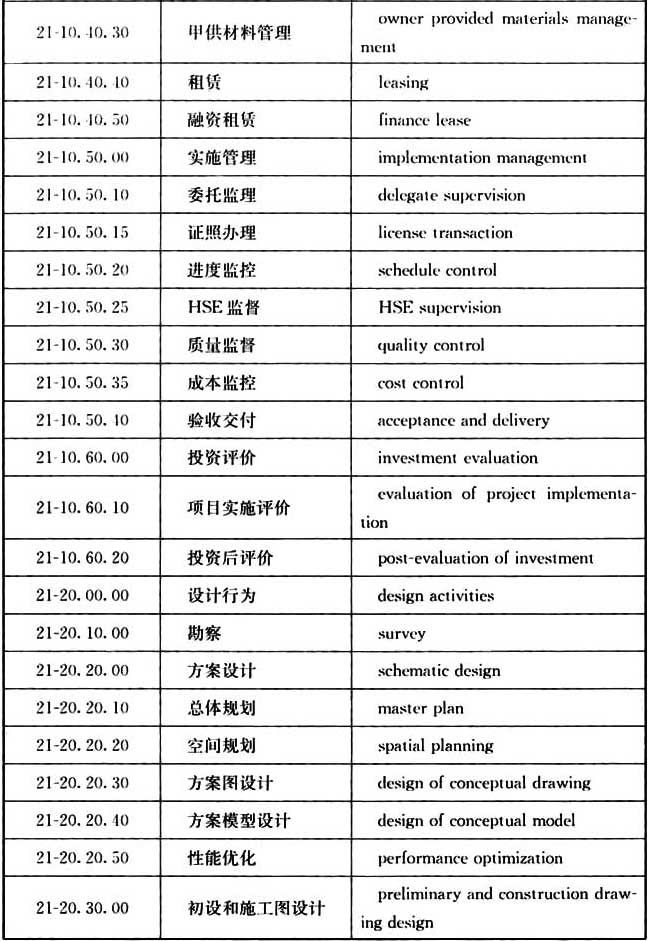 21-10.40.30 甲供材料管理 owner provided materials manage-
ment
21-10.40.40 租赁 leasing
21-10.40.50 融资租赁 finance lease
21-10.50.00 实施管理 implementation management
21-10.50.10 委托监理 delegate supervision
21-10.50.15 证照办理 license transaction
21-10.50.20 进度监控 schedule control
21-10.50.25 HSE监督 HSE supervision
21-10.50.30 质量监督 quality control
21-10.50.35 成本监控 cost control
21-10.50.40 验收交付 acceptance and delivery
21-10.60.00 投资评价 investment evaluation
21-10.60.10 项目实施评价 evaluation of project implementa-
tion
21-10.60.20 投资后评价 post-evaluation of investment
21-20.00.00 设计行为 design activities
21-20.10.00 勘察 survey
21-20.20.00 方案设计 schematic design
21-20.20.10 总体规划 master plan
21-20.20.20 空间规划 spatial planning
21-20.20.30 方案图设计 design of conceptual drawing
21-20.20.40 方案模型设计 design of conceptual model
21-20.20.50 性能优化 performance optimization
21-20.30.00 初设和施工图设计 preliminary and construction draw-
ing design